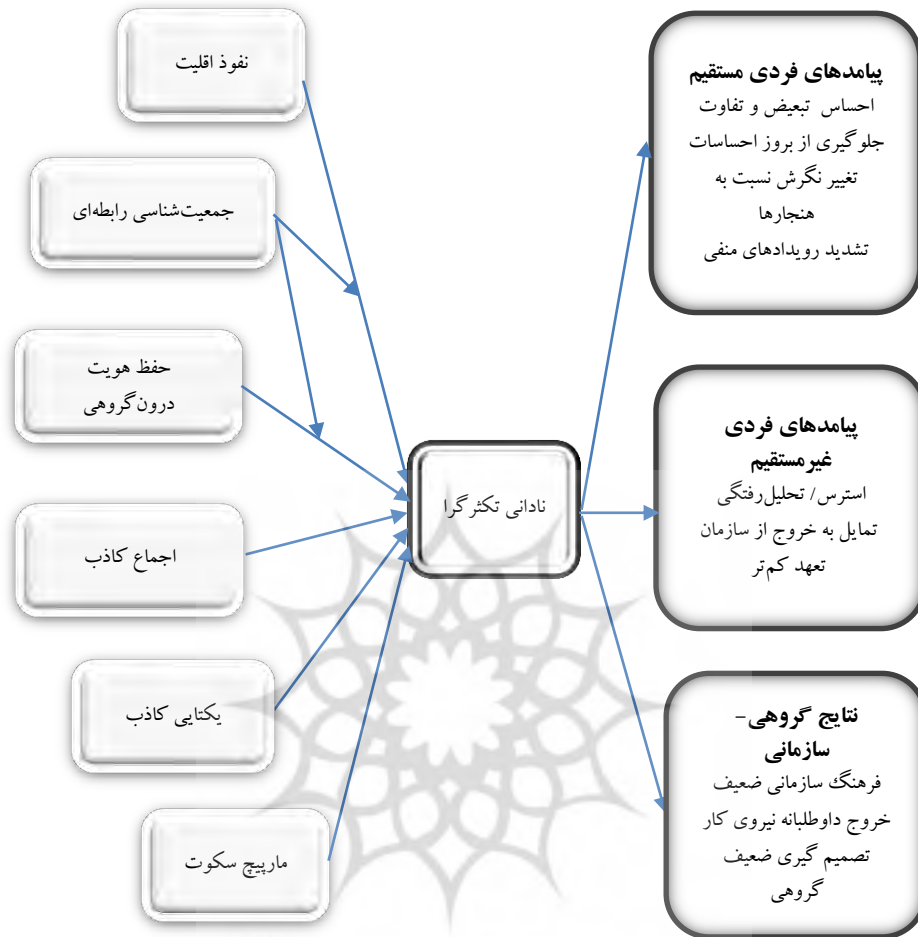 نفوذ اقلیت
جمعیت‌شناسی رابطه‌ای
حفظ هویت
درون‌گروهی
اجماع کاذب
یکتایی کاذب
مارپیچ سکوت
نادانی تکثرگرا
پیامدهای فردی مستقیم
احساس تبعیض و تفاوت
جلوگیری از بروز احساسات
تغییر نگرش نسبت به
هنجارها
تشدید رویدادهای منفی
پیامدهای فردی
غیرمستقیم
استرس/ تحلیل‌رفتگی
تمایل به خروج از سازمان
تعهد کم‌تر
نتایج گروهی-
سازمانی
فرهنگ سازمانی ضعیف
خروج داوطلبانه نیروی کار
تصمیم گیری ضعیف
گروهی